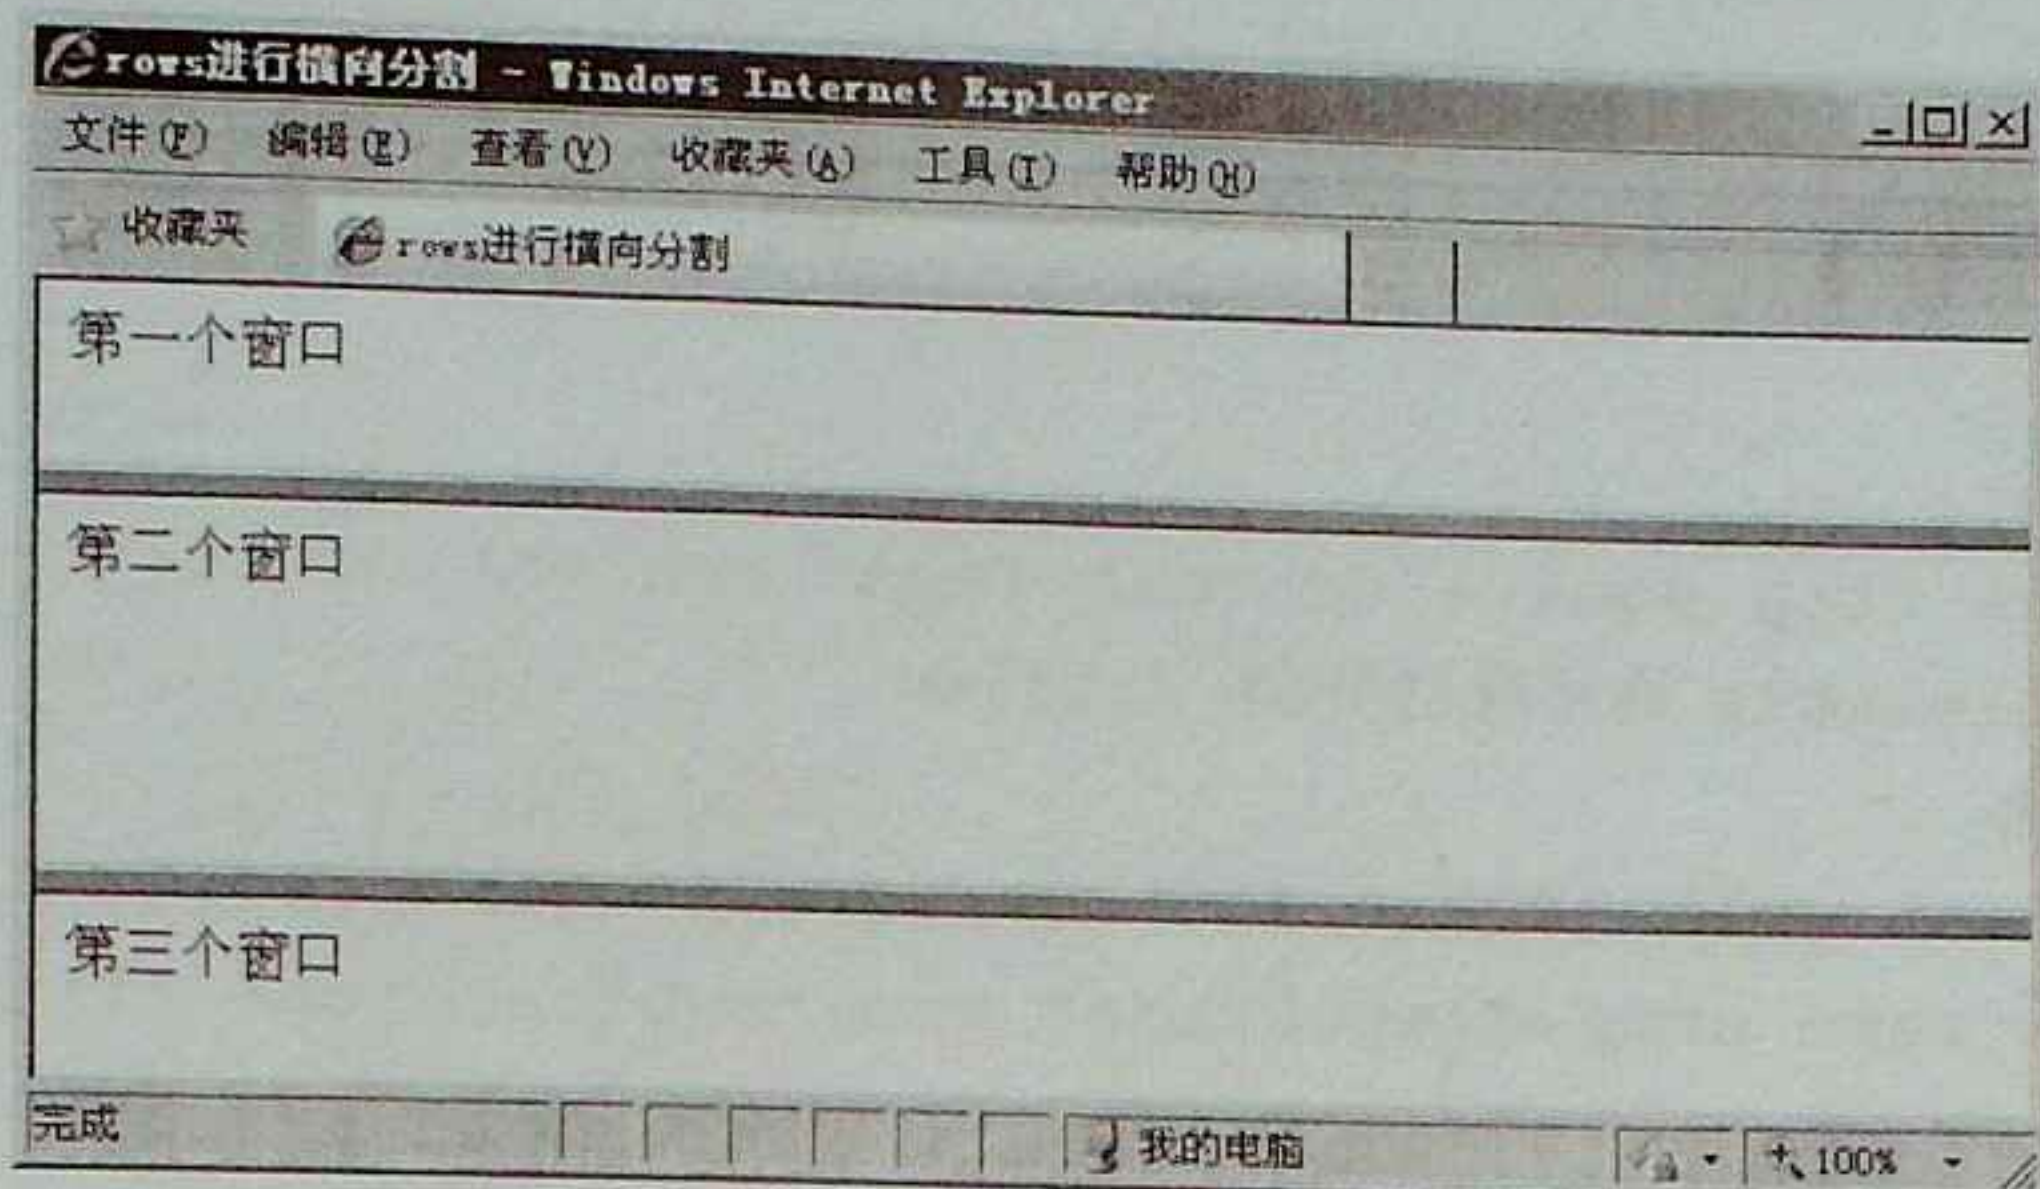 rows进行横向分割 - Windows Internet Explorer
文件(F) 编辑(E) 查看(V) 收藏夹(A) 工具(T) 帮助(H)
收藏夹 rows进行横向分割
第一个窗口
第二个窗口
第三个窗口
完成 我的电脑 100%